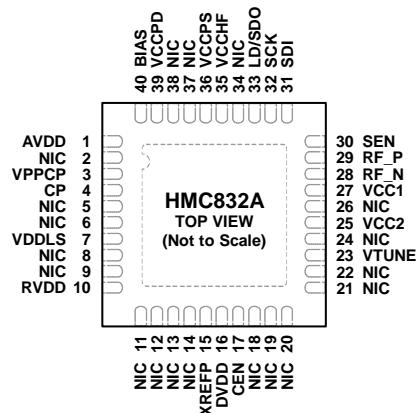 40 BIAS
39 VCCPD
38 NIC
37 NIC
36 VCCPS
35 VCCHF
34 NIC
33 LD/SDO
32 SCK
31 SDI
AVDD 1
NIC 2
VPPCP 3
CP 4
NIC 5
NIC 6
VDDLS 7
NIC 8
NIC 9
RVDD 10
HMC832A
TOP VIEW
(Not to Scale)
30 SEN
29 RF_P
28 RF_N
27 VCC1
26 NIC
25 VCC2
24 NIC
23 VTUNE
22 NIC
21 NIC
NIC 11
NIC 12
NIC 13
NIC 14
XREFP 15
DVDD 16
CEN 17
NIC 18
NIC 19
NIC 20